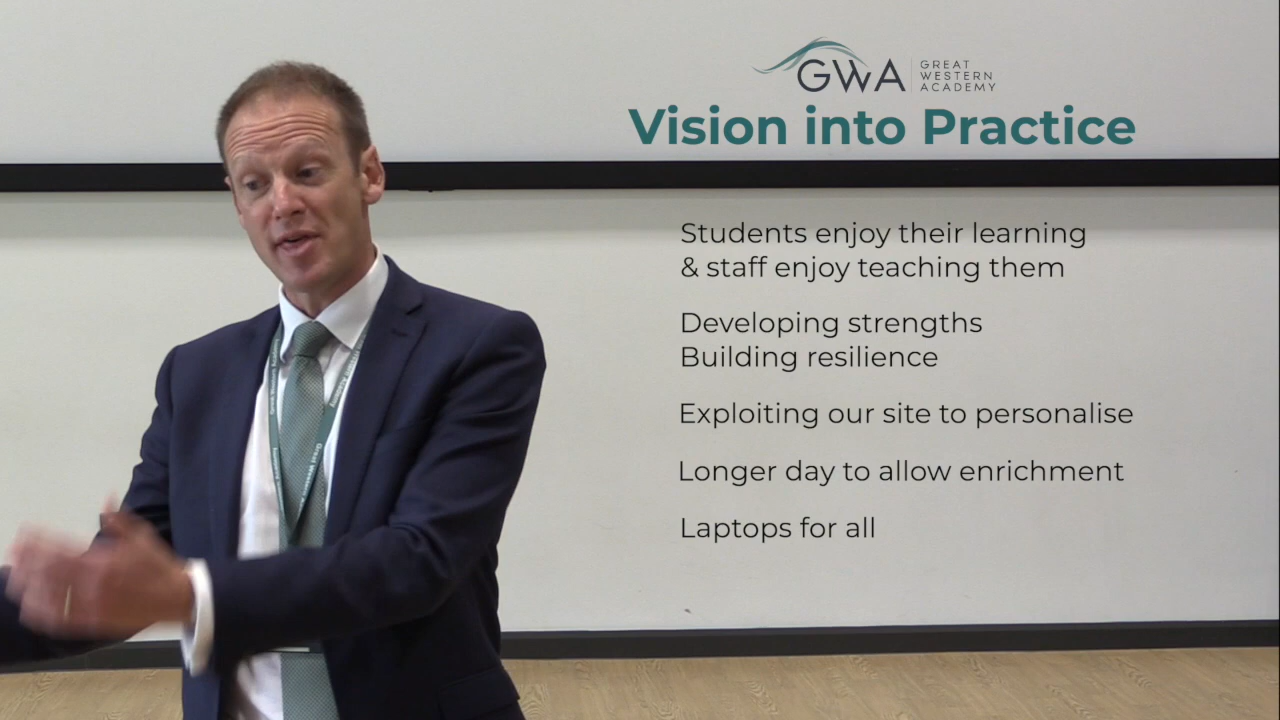 GWA
GREAT
WESTERN
ACADEMY
Vision into Practice
Students enjoy their learning
& staff enjoy teaching them
Developing strengths
Building resilience
Exploiting our site to personalise
Longer day to allow enrichment
Laptops for all